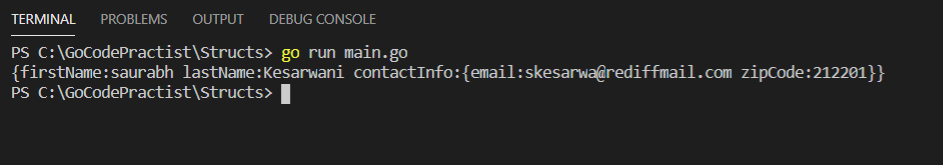 TERMINAL PROBLEMS OUTPUT DEBUG CONSOLE
PS C:\GoCodePractist\Structs> go run main.go
{firstName:saurabh lastName:Kesarwani contactInfo:{email:skesarwa@rediffmail.com zipCode:212201}}
PS C:\GoCodePractist\Structs>